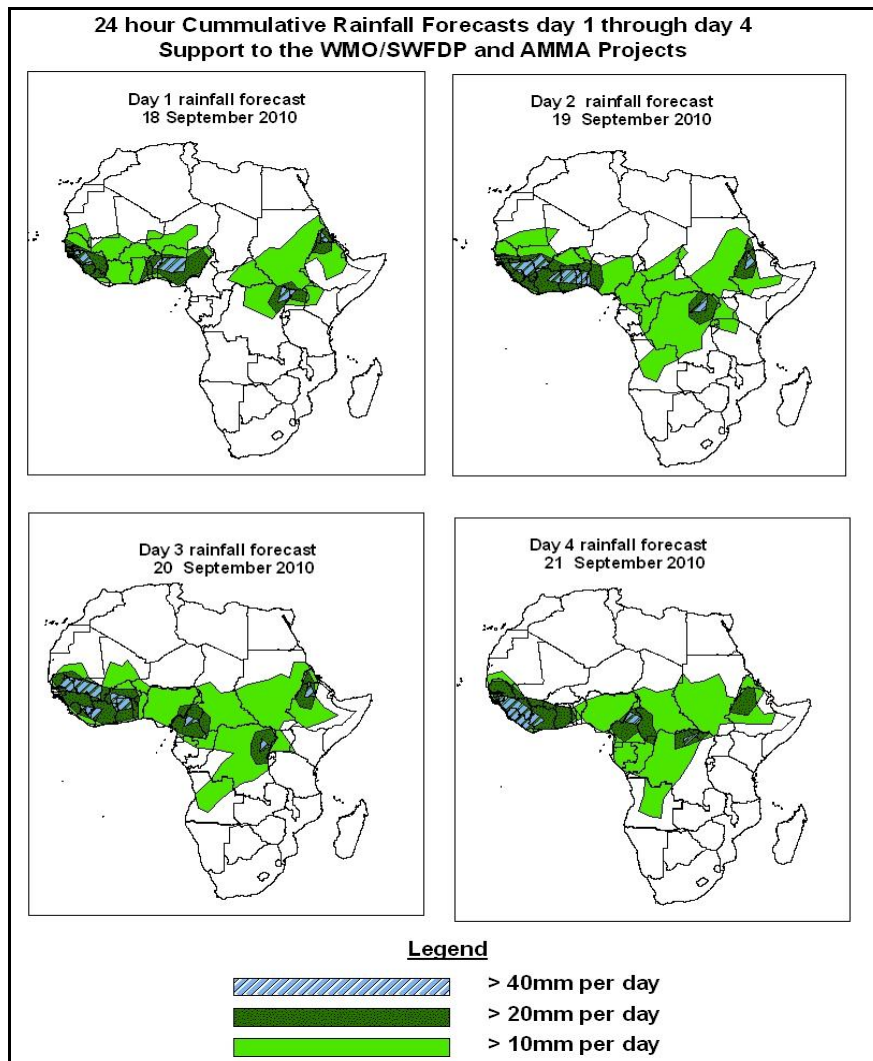 24 hour Cummulative Rainfall Forecasts day 1 through day 4
Support to the WMO/SWFDP and AMMA Projects
Day 1 rainfall forecast
18 September 2010
Day 2 rainfall forecast
19 September 2010
Day 3 rainfall forecast
20 September 2010
Day 4 rainfall forecast
21 September 2010
Legend
> 40mm per day
> 20mm per day
> 10mm per day